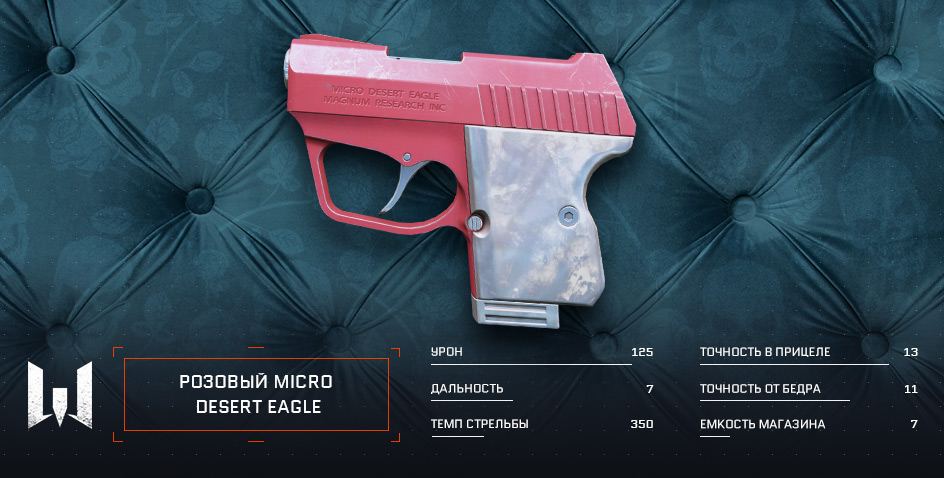 MICRO DESERT EAGLE
MAGNUM RESEARCH INC
РОЗОВЫЙ MICRO
DESERT EAGLE
УРОН 125
ДАЛЬНОСТЬ 7
ТЕМП СТРЕЛЬБЫ 350
ТОЧНОСТЬ В ПРИЦЕЛЕ 13
ТОЧНОСТЬ ОТ БЕДРА 11
ЕМКОСТЬ МАГАЗИНА 7